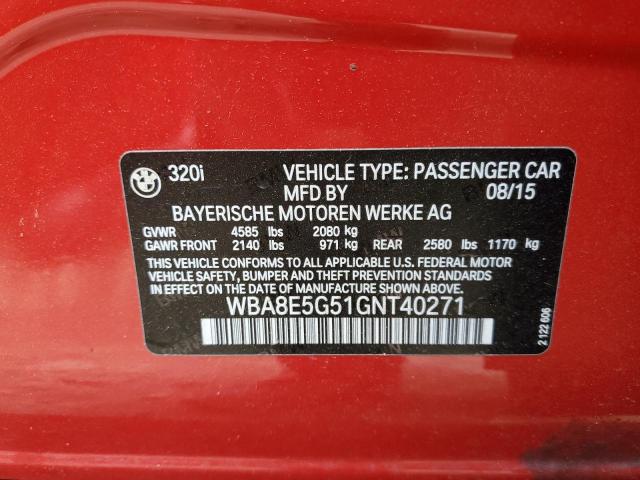 320i VEHICLE TYPE: PASSENGER CAR
MFD BY 08/15
BAYERISCHE MOTOREN WERKE AG
GVWR 4585 lbs 2080 kg
GAWR FRONT 2140 lbs 971 kg REAR 2580 lbs 1170 kg
THIS VEHICLE CONFORMS TO ALL APPLICABLE U.S. FEDERAL MOTOR
VEHICLE SAFETY, BUMPER AND THEFT PREVENTION STANDARDS
IN EFFECT ON THE DATE OF MANUFACTURE SHOWN ABOVE.
WBA8E5G51GNT40271
2 122 606